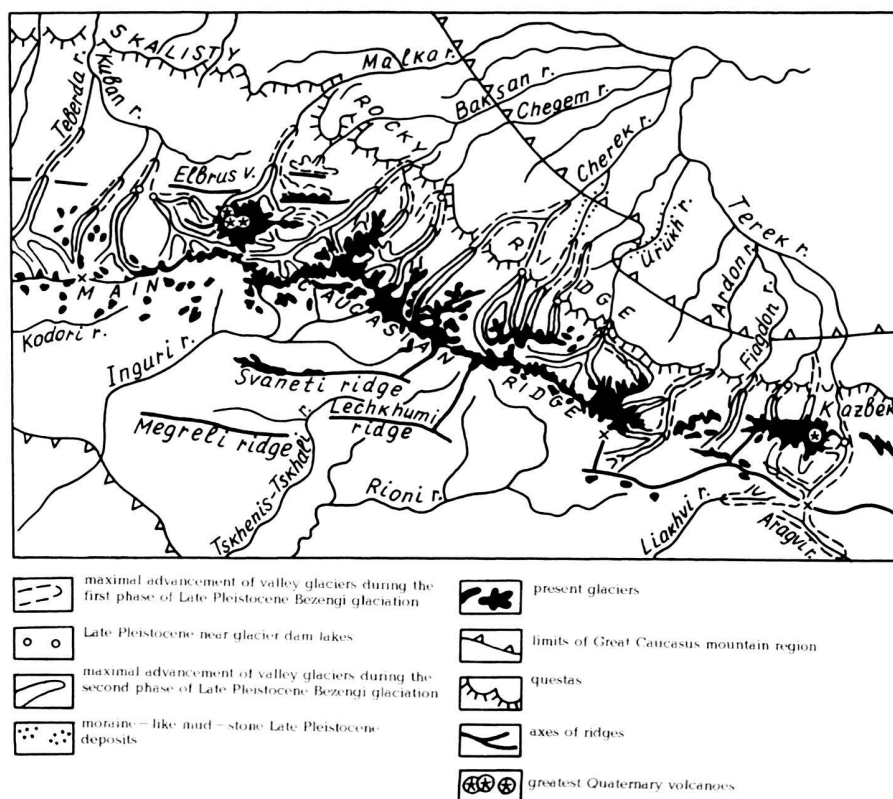 SKALISTY
Teberda r.
Kuban r.
Malka r.
Baksan r.
Chegem r.
ROCKY
Elbrus v.
Cherek r.
RIDGE
Ürükh r.
Terek r.
Ardon r.
Fiagdon r.
MAIN
CAUCASIAN
RIDGE
Kodori r.
Inguri r.
Svaneti ridge
Lechkhumi
ridge
Megreli ridge
Tskhenis-Tskhali r.
Rioni r.
Kazbek
Liakhvi r.
Aragvi r.
maximal advancement of valley glaciers during the
first phase of Late Pleistocene Bezengi glaciation
Late Pleistocene near glacier dam lakes
maximal advancement of valley glaciers during the
second phase of Late Pleistocene Bezengi glaciation
moraine – like mud – stone Late Pleistocene
deposits
present glaciers
limits of Great Caucasus mountain region
questas
axes of ridges
greatest Quaternary volcanoes